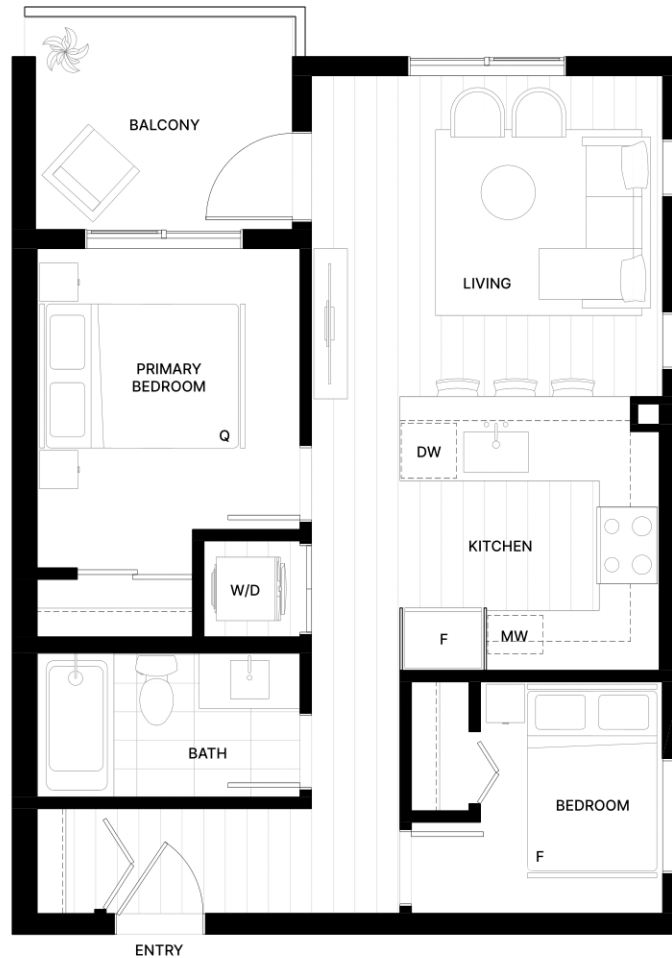 BALCONY
LIVING
PRIMARY
BEDROOM
Q
DW
KITCHEN
W/D
F
MW
BATH
BEDROOM
F
ENTRY